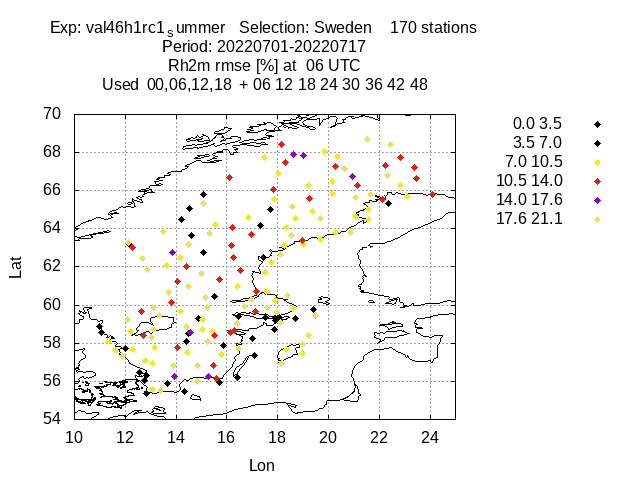 Exp: val46h1rc1summer Selection: Sweden 170 stations
Period: 20220701-20220717
Rh2m rmse [%] at 06 UTC
Used 00,06,12,18 + 06 12 18 24 30 36 42 48
70
68
66
64
62
60
58
56
54
Lat
10 12 14 16 18 20 22 24
Lon
0.0 3.5
3.5 7.0
7.0 10.5
10.5 14.0
14.0 17.6
17.6 21.1